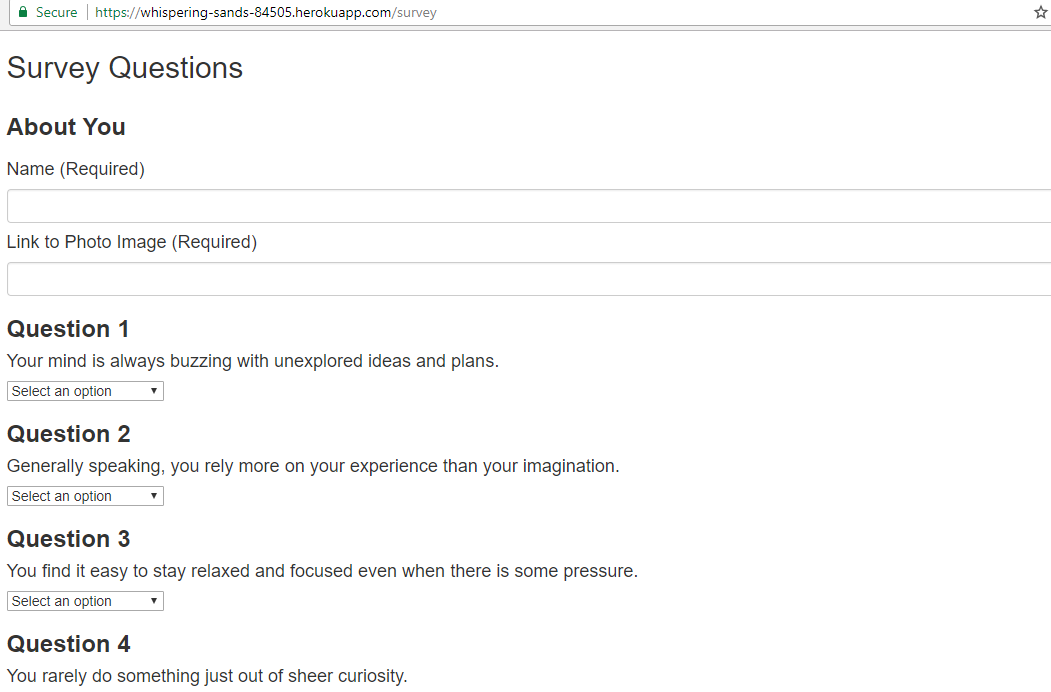 Secure https://whispering-sands-84505.herokuapp.com/survey
Survey Questions
About You
Name (Required)
Link to Photo Image (Required)
Question 1
Your mind is always buzzing with unexplored ideas and plans.
Select an option
Question 2
Generally speaking, you rely more on your experience than your imagination.
Select an option
Question 3
You find it easy to stay relaxed and focused even when there is some pressure.
Select an option
Question 4
You rarely do something just out of sheer curiosity.